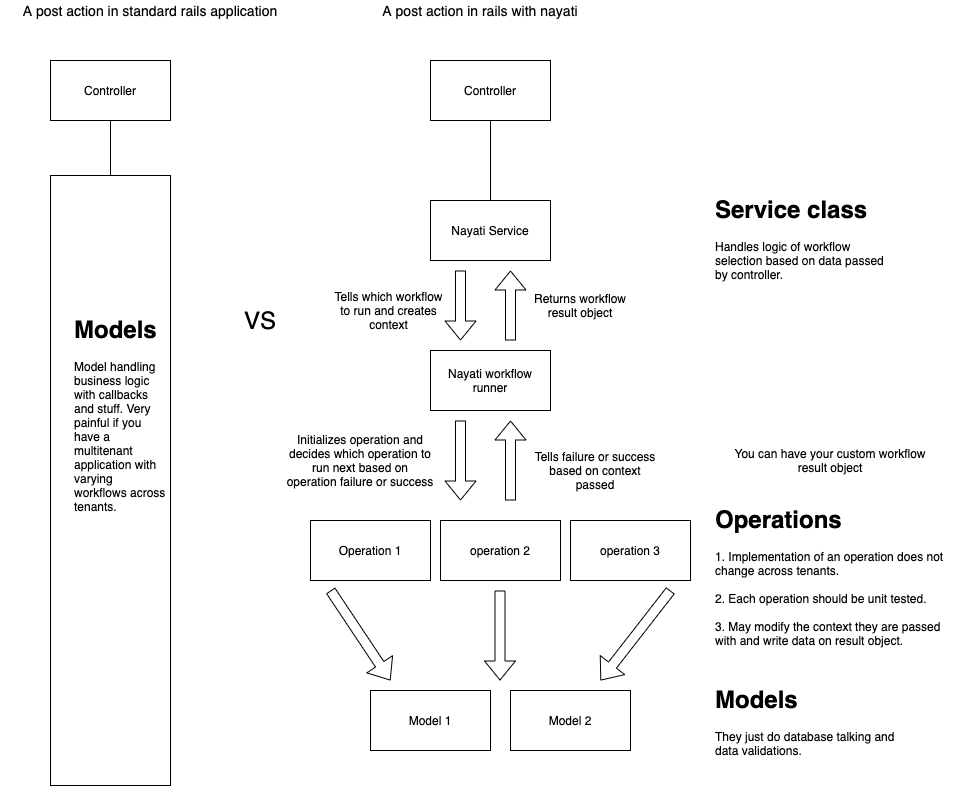 A post action in standard rails application
A post action in rails with nayati
Controller
Models
Model handling
business logic
with callbacks
and stuff. Very
painful if you
have a
multitenant
application with
varying
workflows across
tenants.
VS
Controller
Nayati Service
Service class
Handles logic of workflow
selection based on data passed
by controller.
Tells which workflow
to run and creates
context
Returns workflow
result object
Nayati workflow
runner
Initializes operation and
decides which operation to
run next based on
operation failure or success
Tells failure or success
based on context
passed
You can have your custom workflow
result object
Operation 1
operation 2
operation 3
Operations
1. Implementation of an operation does not
change across tenants.
2. Each operation should be unit tested.
3. May modify the context they are passed
with and write data on result object.
Model 1
Model 2
Models
They just do database talking and
data validations.